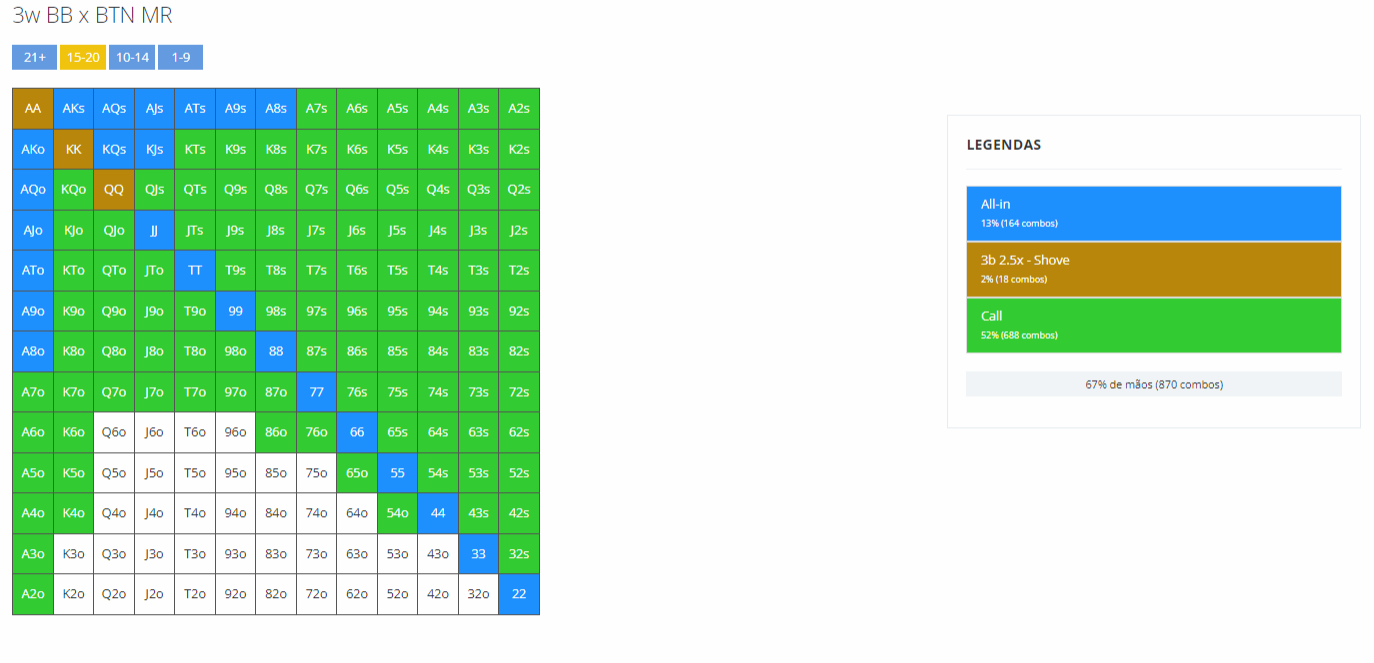 3w BB x BTN MR
21+ 15-20 10-14 1-9
AA AKs AQs AJs ATs A9s A8s A7s A6s A5s A4s A3s A2s
AKo KK KQs KJs KTs K9s K8s K7s K6s K5s K4s K3s K2s
AQo KQo QQ QJs QTs Q9s Q8s Q7s Q6s Q5s Q4s Q3s Q2s
AJo KJo QJo JJ JTs J9s J8s J7s J6s J5s J4s J3s J2s
ATo KTo QTo JTo TT T9s T8s T7s T6s T5s T4s T3s T2s
A9o K9o Q9o J9o T9o 99 98s 97s 96s 95s 94s 93s 92s
A8o K8o Q8o J8o T8o 98o 88 87s 86s 85s 84s 83s 82s
A7o K7o Q7o J7o T7o 97o 87o 77 76s 75s 74s 73s 72s
A6o K6o Q6o J6o T6o 96o 86o 76o 66 65s 64s 63s 62s
A5o K5o Q5o J5o T5o 95o 85o 75o 65o 55 54s 53s 52s
A4o K4o Q4o J4o T4o 94o 84o 74o 64o 54o 44 43s 42s
A3o K3o Q3o J3o T3o 93o 83o 73o 63o 53o 43o 33 32s
A2o K2o Q2o J2o T2o 92o 82o 72o 62o 52o 42o 32o 22
LEGENDAS
All-in
13% (164 combos)
3b 2.5x - Shove
2% (18 combos)
Call
52% (688 combos)
67% de mãos (870 combos)